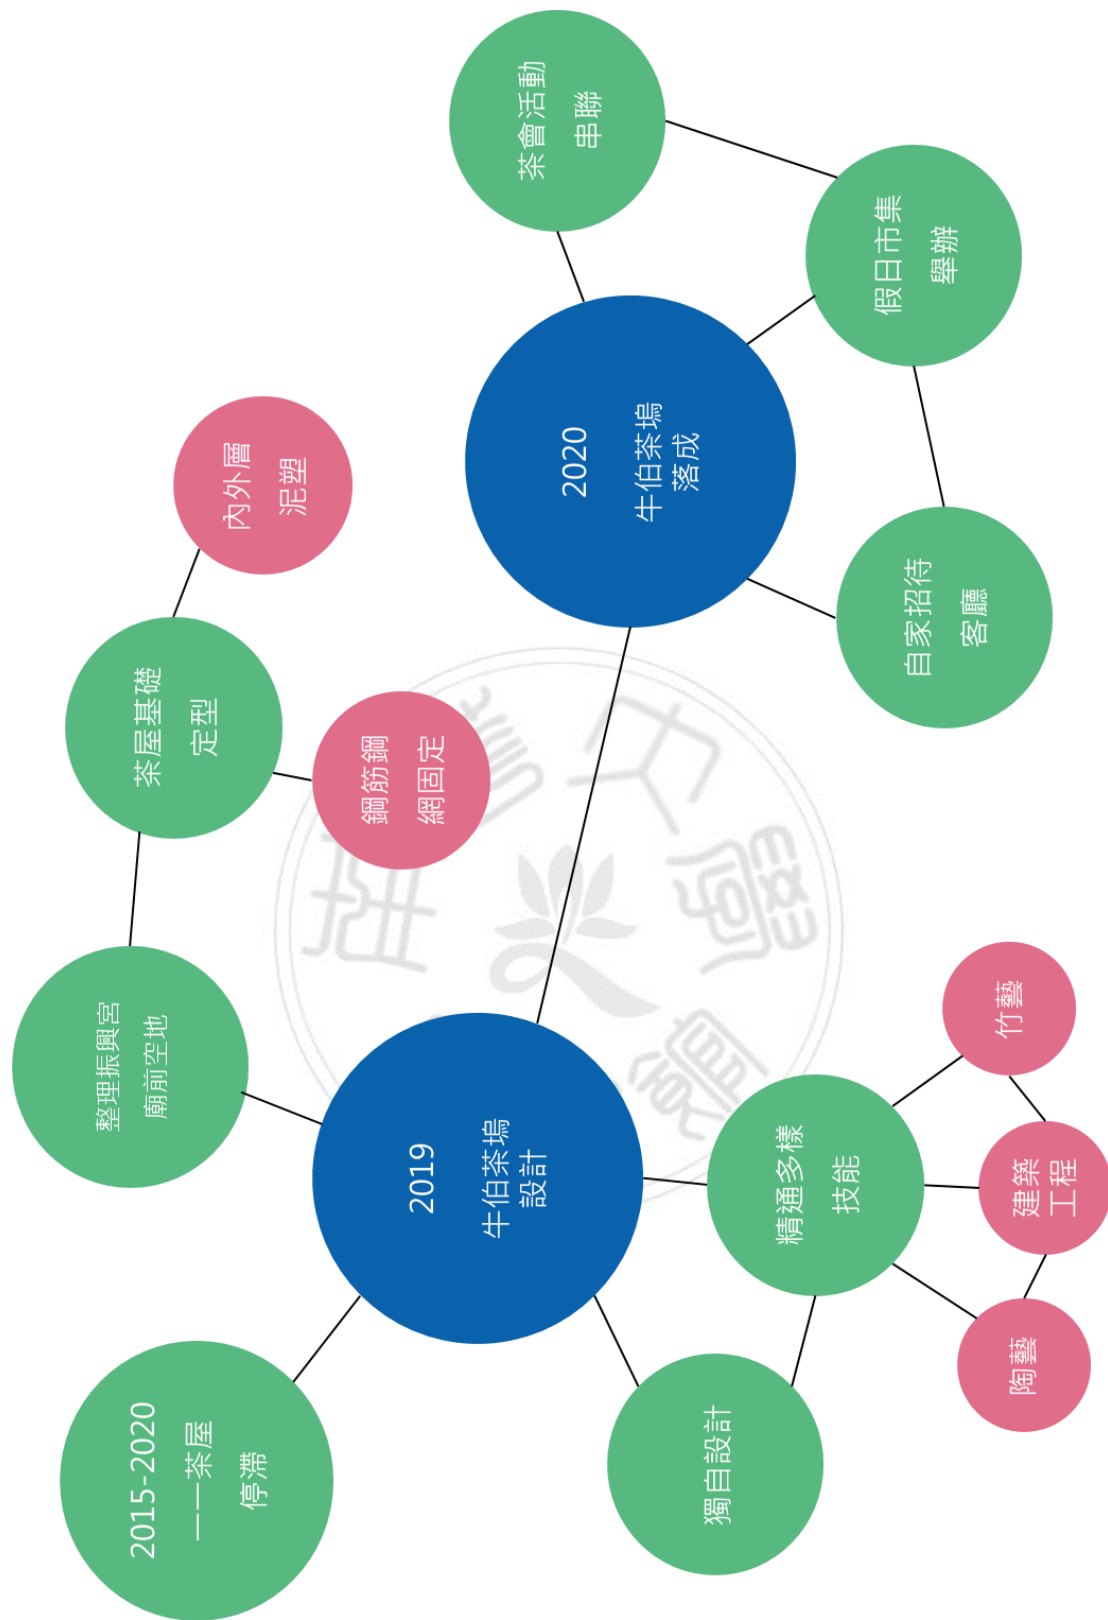 2015-2020
一一茶屋
停滯
整理振興宮
廟前空地
茶屋基礎
定型
內外層
泥塑
鋼筋鋼
網固定
2019
牛伯茶塢
設計
獨自設計
精通多樣
技能
陶藝
建築
工程
竹藝
2020
牛伯茶塢
落成
茶會活動
串聯
假日市集
舉辦
自家招待
客廳